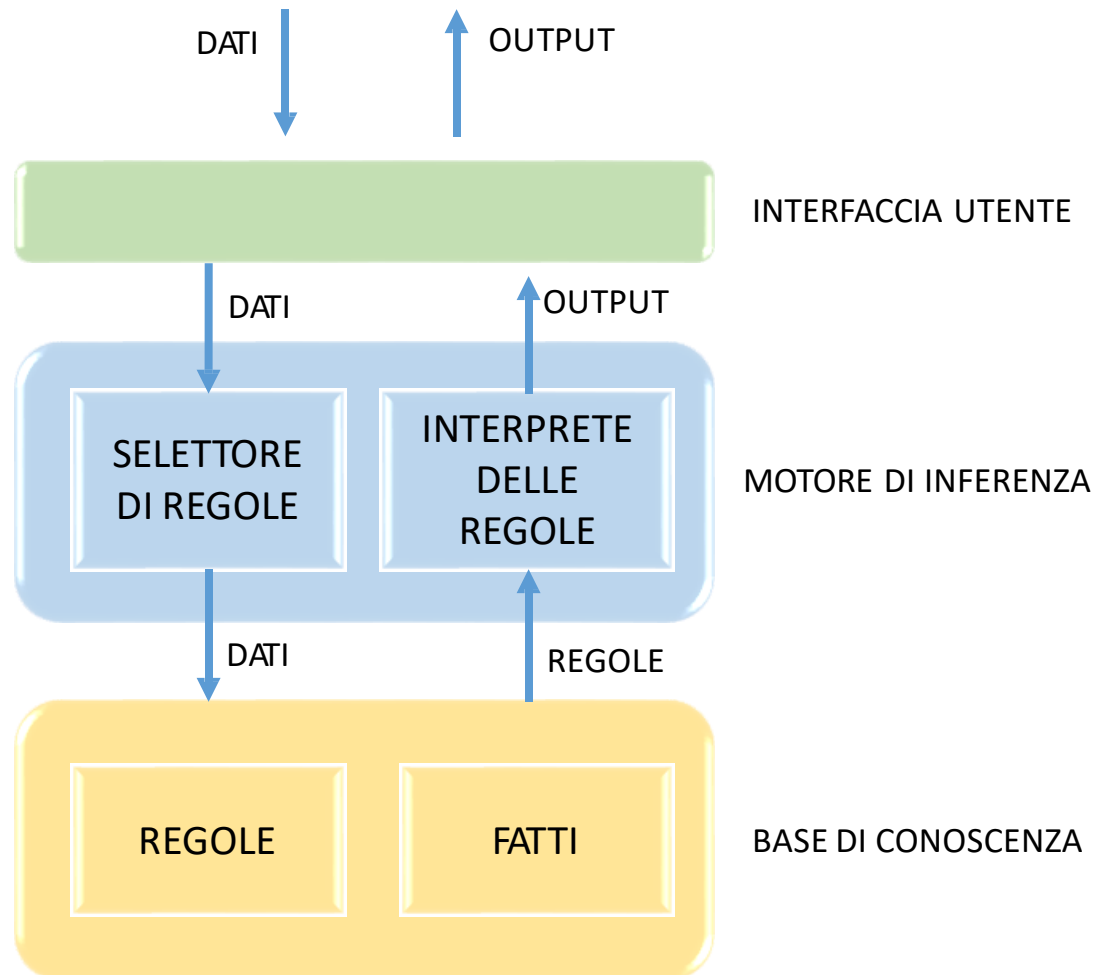 DATI
OUTPUT
INTERFACCIA UTENTE
DATI
OUTPUT
SELETTORE
DI REGOLE
INTERPRETE
DELLE
REGOLE
MOTORE DI INFERENZA
DATI
REGOLE
REGOLE
FATTI
BASE DI CONOSCENZA